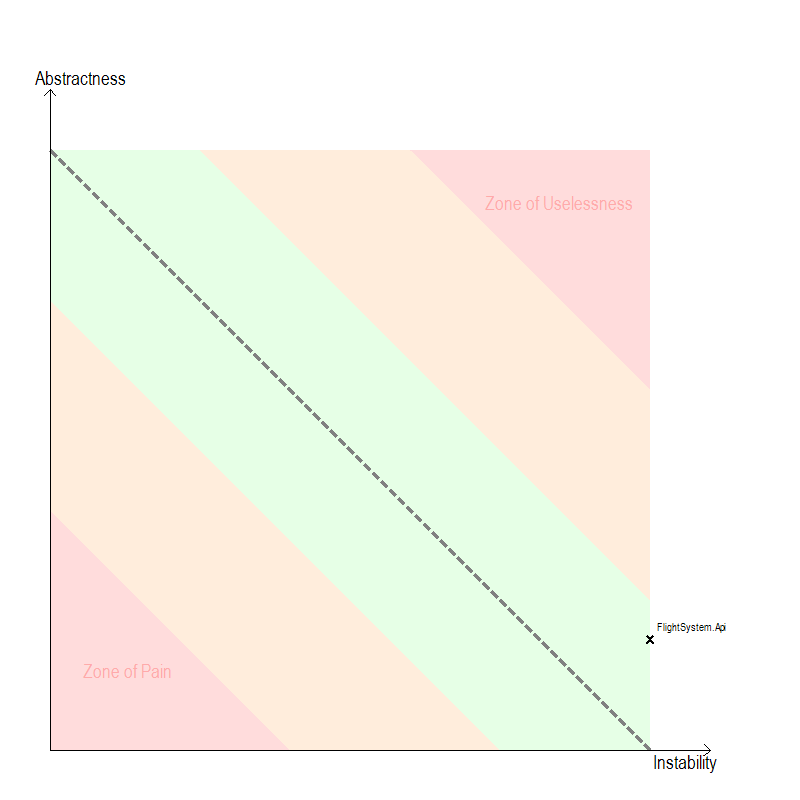 Abstractness
Zone of Uselessness
FlightSystem.Api
Zone of Pain
Instability